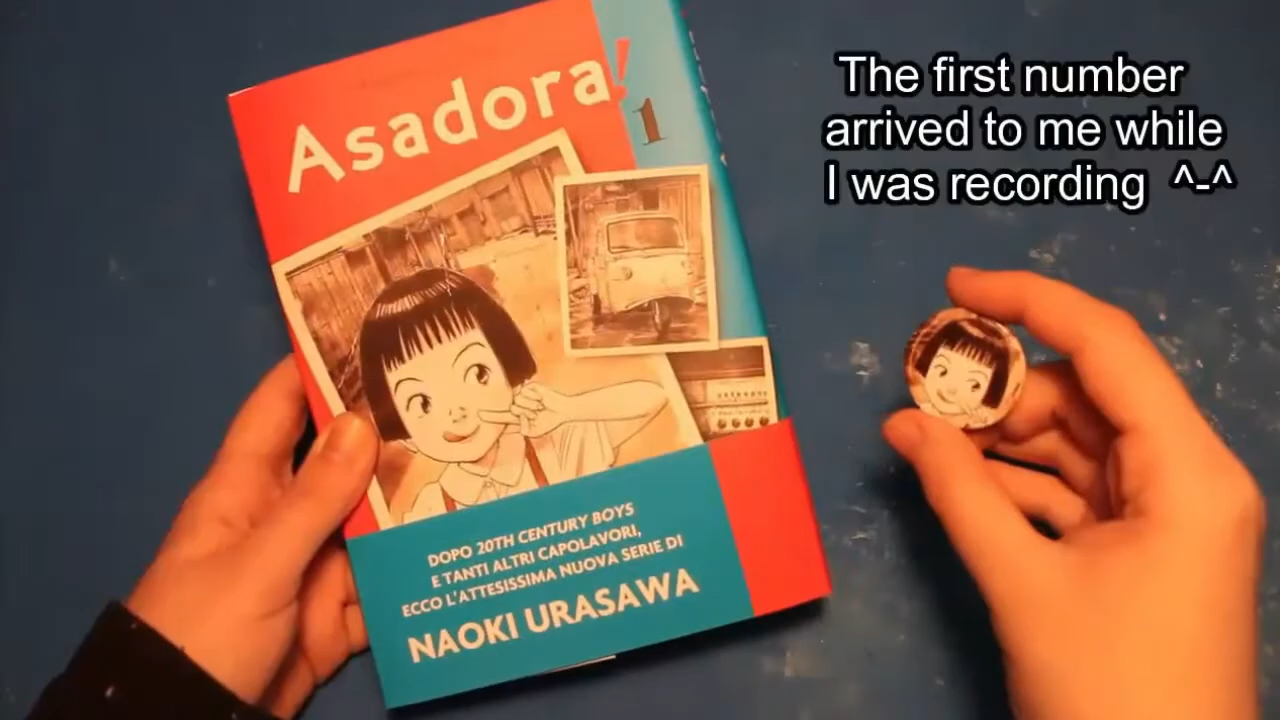 Asadora!
1
The first number
arrived to me while
I was recording ^-^
DOPO 20TH CENTURY BOYS
E TANTI ALTRI CAPOLAVORI,
ECCO L'ATTESISSIMA NUOVA SERIE DI
NAOKI URASAWA